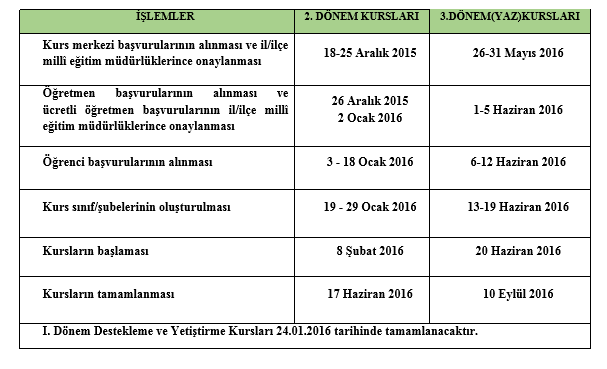 İŞLEMLER
2. DÖNEM KURSLARI
3.DÖNEM(YAZ)KURSLARI
Kurs merkezi başvurularının alınması ve il/ilçe
millî eğitim müdürlüklerince onaylanması
18-25 Aralık 2015
26-31 Mayıs 2016
Öğretmen başvurularının alınması ve
ücretli öğretmen başvurularının il/ilçe millî
eğitim müdürlüklerince onaylanması
26 Aralık 2015
2 Ocak 2016
1-5 Haziran 2016
Öğrenci başvurularının alınması
3 - 18 Ocak 2016
6-12 Haziran 2016
Kurs sınıf/şubelerinin oluşturulması
19 - 29 Ocak 2016
13-19 Haziran 2016
Kursların başlaması
8 Şubat 2016
20 Haziran 2016
Kursların tamamlanması
17 Haziran 2016
10 Eylül 2016
I. Dönem Destekleme ve Yetiştirme Kursları 24.01.2016 tarihinde tamamlanacaktır.